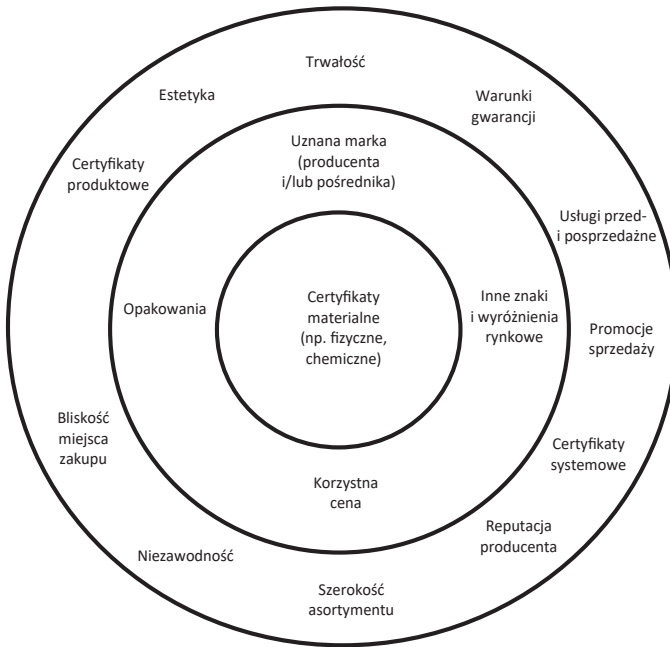 Trwałość
Estetyka
Warunki
gwarancji
Uznana marka
(producenta
i/lub pośrednika)
Certyfikaty
produktowe
Usługi przed-
i posprzedażne
Opakowania
Certyfikaty
materialne
(np. fizyczne,
chemiczne)
Inne znaki
i wyróżnienia
rynkowe
Promocje
sprzedaży
Bliskość
miejsca
zakupu
Certyfikaty
systemowe
Korzystna
cena
Reputacja
producenta
Niezawodność
Szerokość
asortymentu